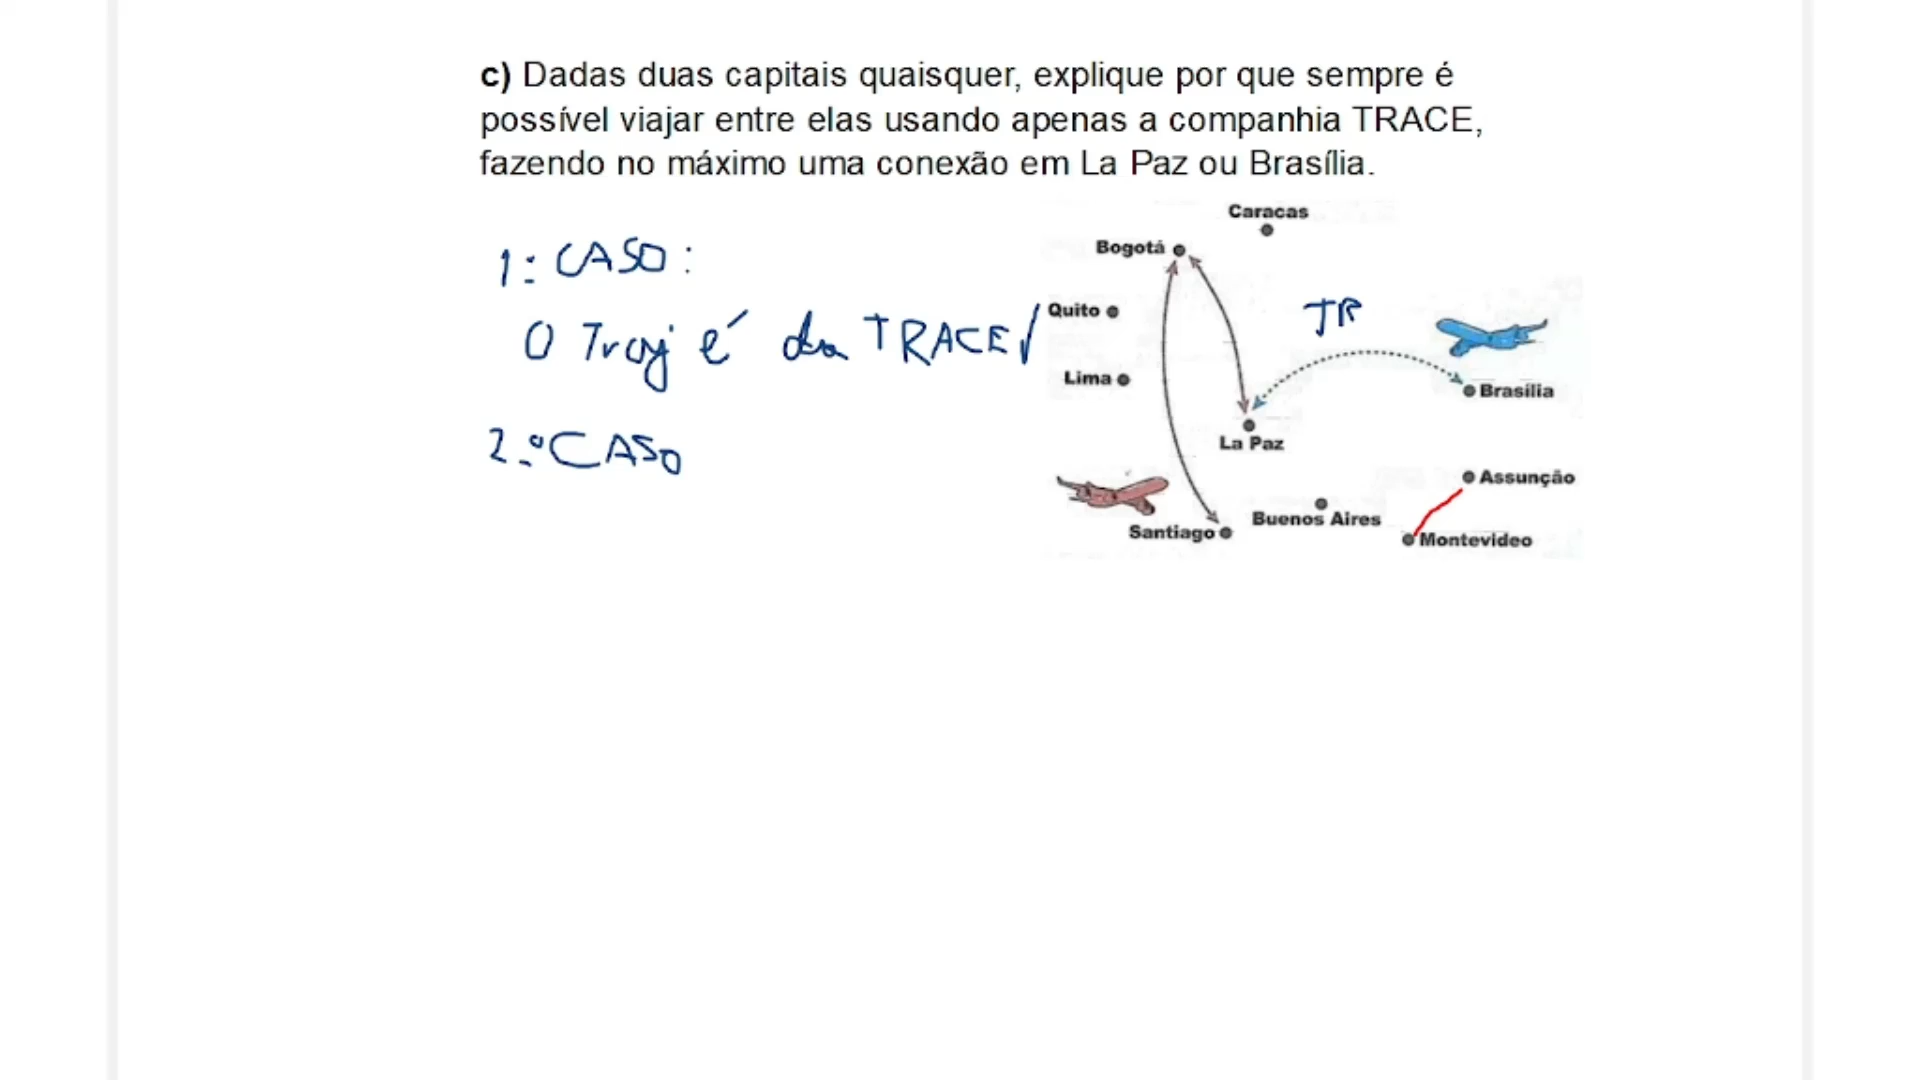 c) Dadas duas capitais quaisquer, explique por que sempre é
possível viajar entre elas usando apenas a companhia TRACE,
fazendo no máximo uma conexão em La Paz ou Brasília.
1º CASO:
O Traj é da TRACE
2º CASO
Caracas
Bogotá
Quito
TR
Lima
Brasília
La Paz
Assunção
Buenos Aires
Santiago
Montevideo